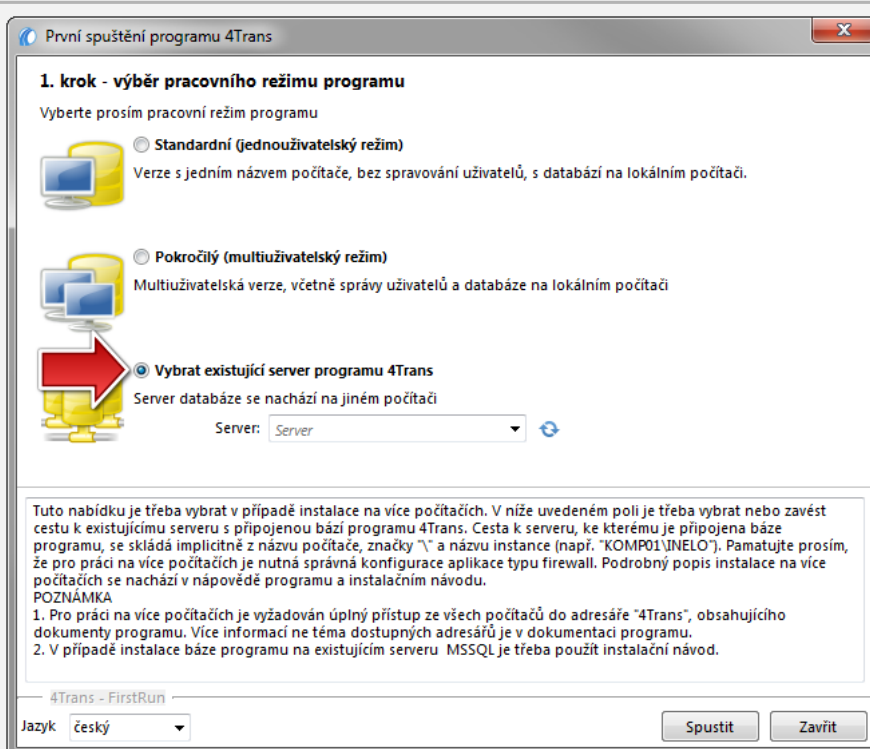 První spuštění programu 4Trans
1. krok - výběr pracovního režimu programu
Vyberte prosím pracovní režim programu
Standardní (jednouživatelský režim)
Verze s jedním názvem počítače, bez spravování uživatelů, s databází na lokálním počítači.
Pokročilý (multiuživatelský režim)
Multiuživatelská verze, včetně správy uživatelů a databáze na lokálním počítači
Vybrat existující server programu 4Trans
Server databáze se nachází na jiném počítači
Server: Server
Tuto nabídku je třeba vybrat v případě instalace na více počítačích. V níže uvedeném poli je třeba vybrat nebo zavést
cestu k existujícímu serveru s připojenou bází programu 4Trans. Cesta k serveru, ke kterému je připojena báze
programu, se skládá implicitně z názvu počítače, značky "\" a názvu instance (např. "KOMP01\INELO"). Pamatujte prosím,
že pro práci na více počítačích je nutná správná konfigurace aplikace typu firewall. Podrobný popis instalace na více
počítačích se nachází v nápovědě programu a instalačním návodu.
POZNÁMKA
1. Pro práci na více počítačích je vyžadován úplný přístup ze všech počítačů do adresáře "4Trans", obsahujícího
dokumenty programu. Více informací ne téma dostupných adresářů je v dokumentaci programu.
2. V případě instalace báze programu na existujícím serveru  MSSQL je třeba použít instalační návod.
4Trans - FirstRun
Jazyk český Spustit Zavřít